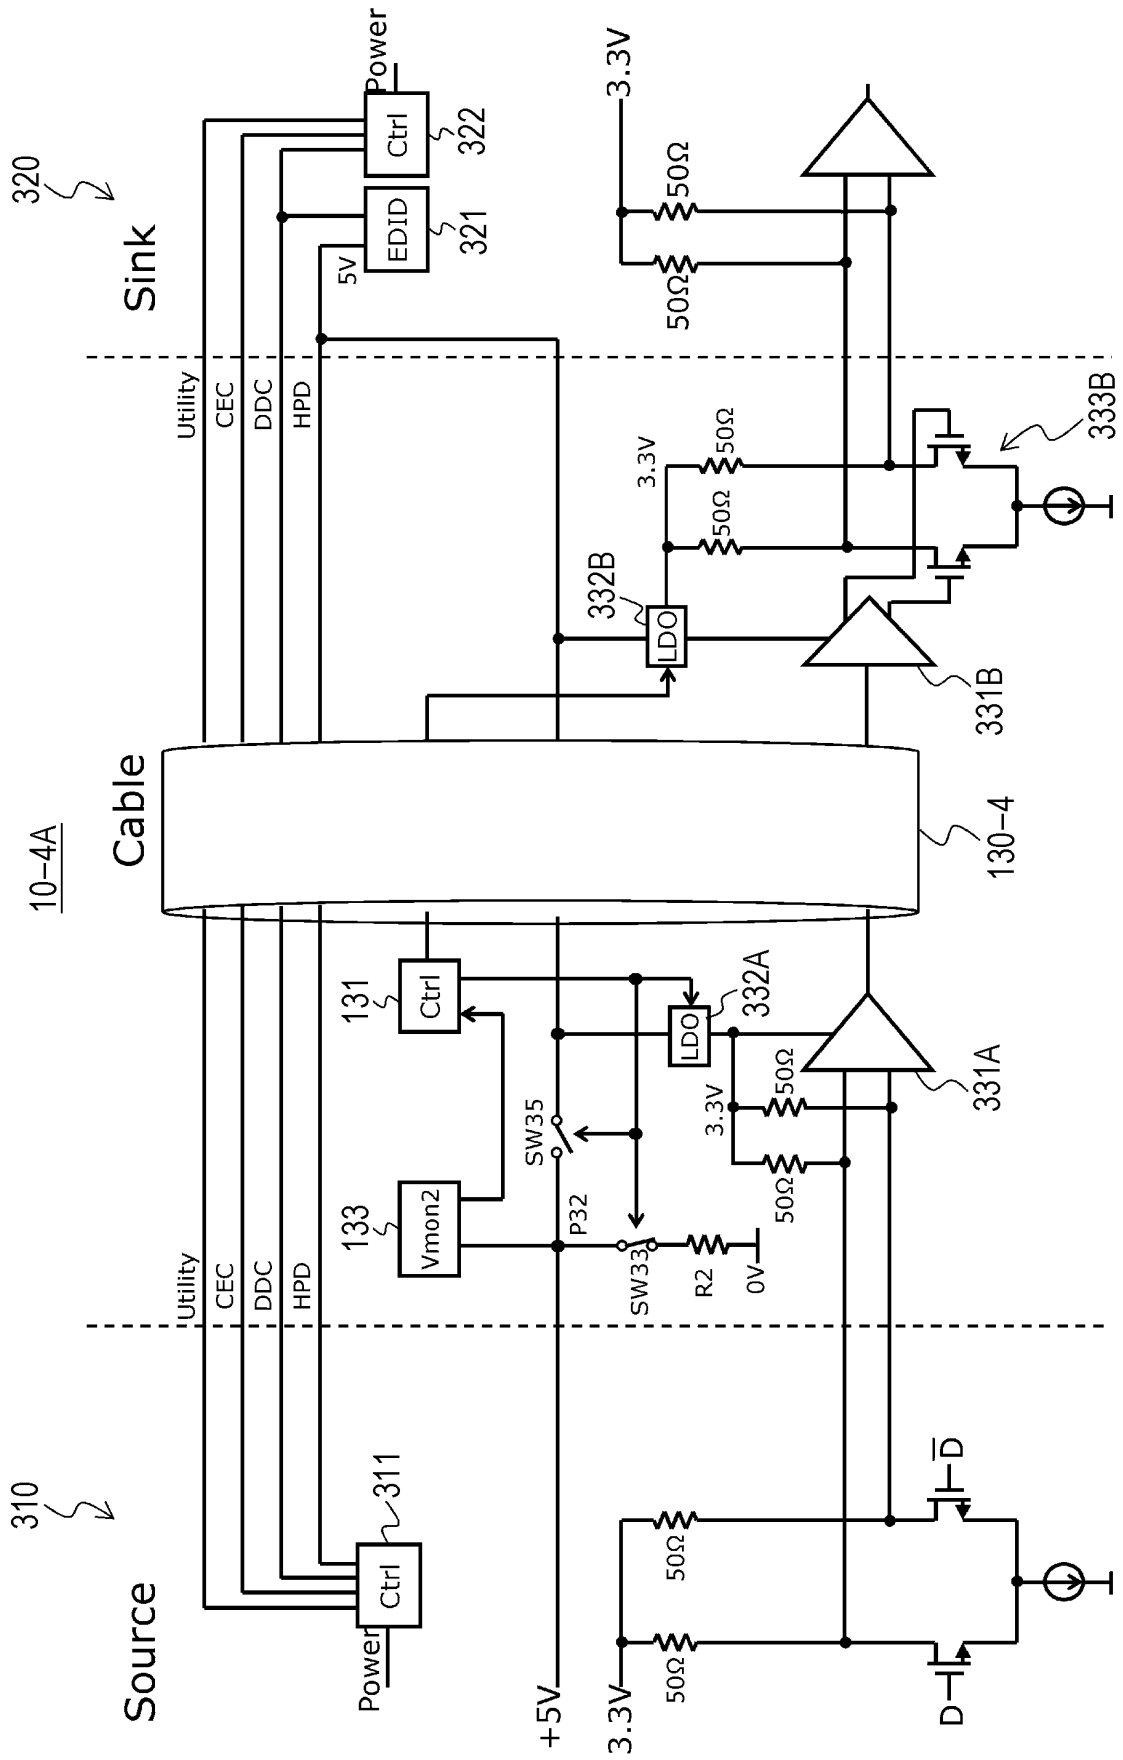 10-4A
310
320
Source
Cable
Sink
Utility
CEC
DDC
HPD
Utility
CEC
DDC
HPD
Power
Ctrl
311
133
Vmon2
131
Ctrl
5V
EDID
321
Ctrl
322
Power
+5V
P32
SW35
SW33
R2
0V
332A
LDO
3.3V
50Ω
50Ω
331A
332B
LDO
3.3V
50Ω
50Ω
331B
333B
130-4
3.3V
50Ω
50Ω
D
D̅
3.3V
50Ω
50Ω